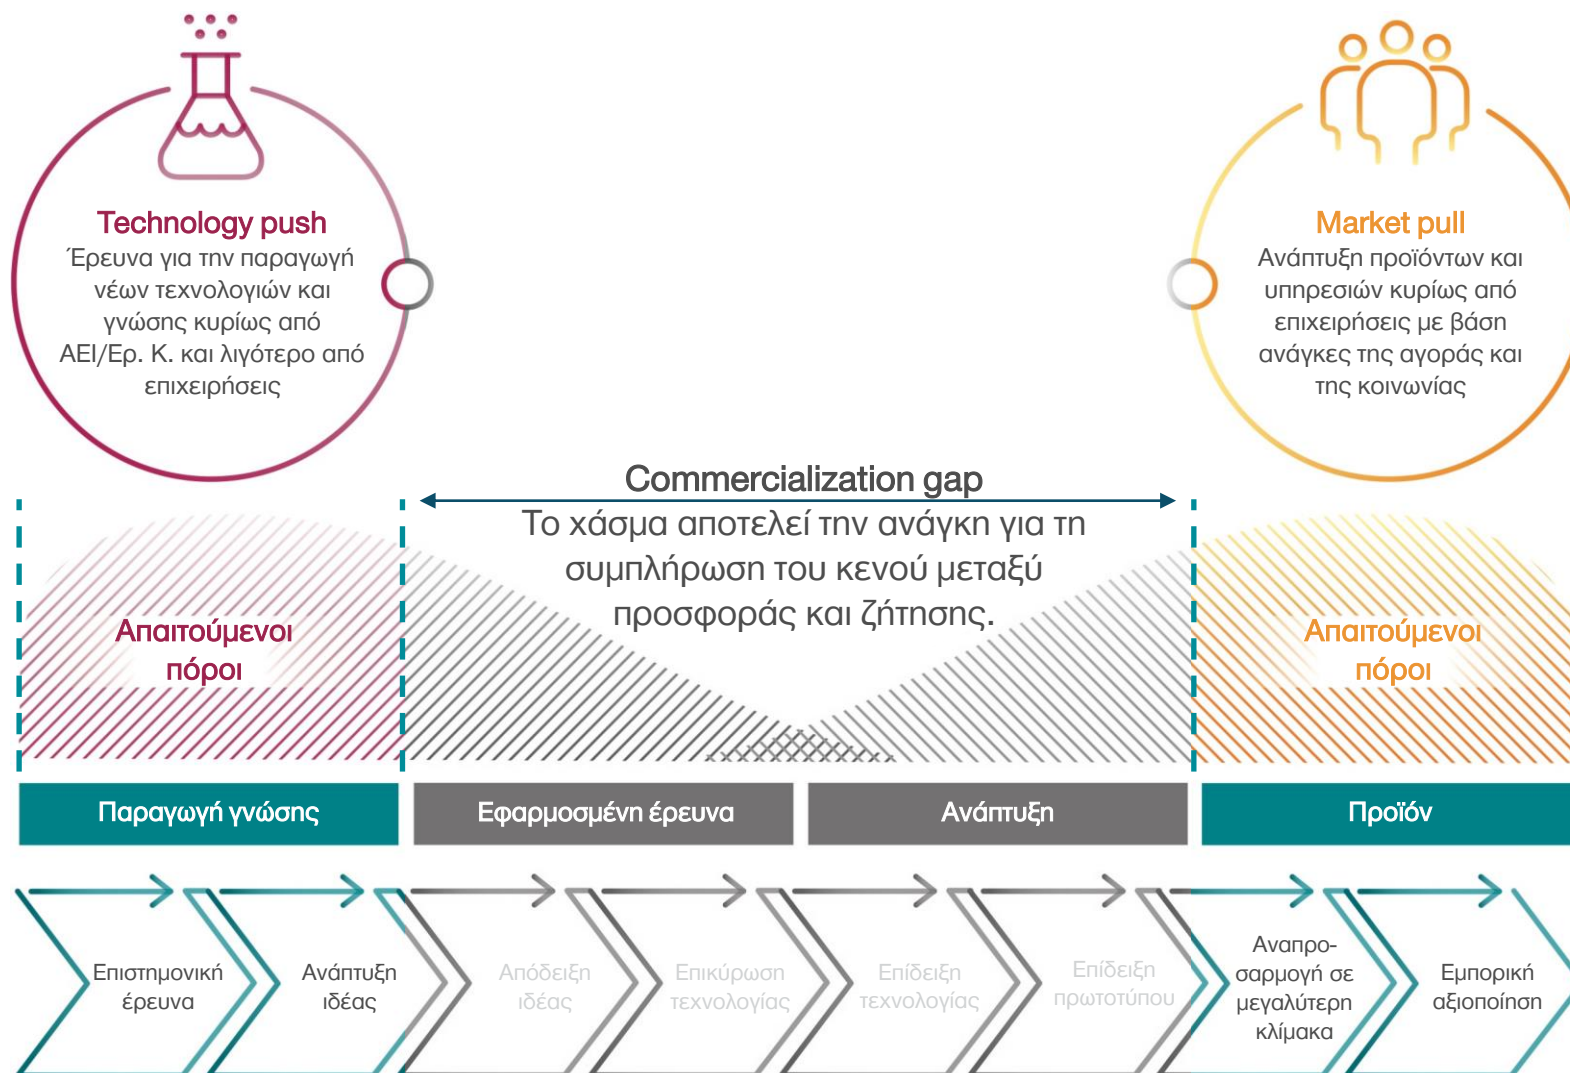 Technology push
Έρευνα για την παραγωγή
νέων τεχνολογιών και
γνώσης κυρίως από
ΑΕΙ/Ερ. Κ. και λιγότερο από
επιχειρήσεις
Market pull
Ανάπτυξη προϊόντων και
υπηρεσιών κυρίως από
επιχειρήσεις με βάση
ανάγκες της αγοράς και
της κοινωνίας
Commercialization gap
Το χάσμα αποτελεί την ανάγκη για τη
συμπλήρωση του κενού μεταξύ
προσφοράς και ζήτησης.
Απαιτούμενοι
πόροι
Απαιτούμενοι
πόροι
Παραγωγή γνώσης
Εφαρμοσμένη έρευνα
Ανάπτυξη
Προϊόν
Επιστημονική
έρευνα
Ανάπτυξη
ιδέας
Απόδειξη
ιδέας
Επικύρωση
τεχνολογίας
Επίδειξη
τεχνολογίας
Επίδειξη
πρωτοτύπου
Αναπρο-
σαρμογή σε
μεγαλύτερη
κλίμακα
Εμπορική
αξιοποίηση